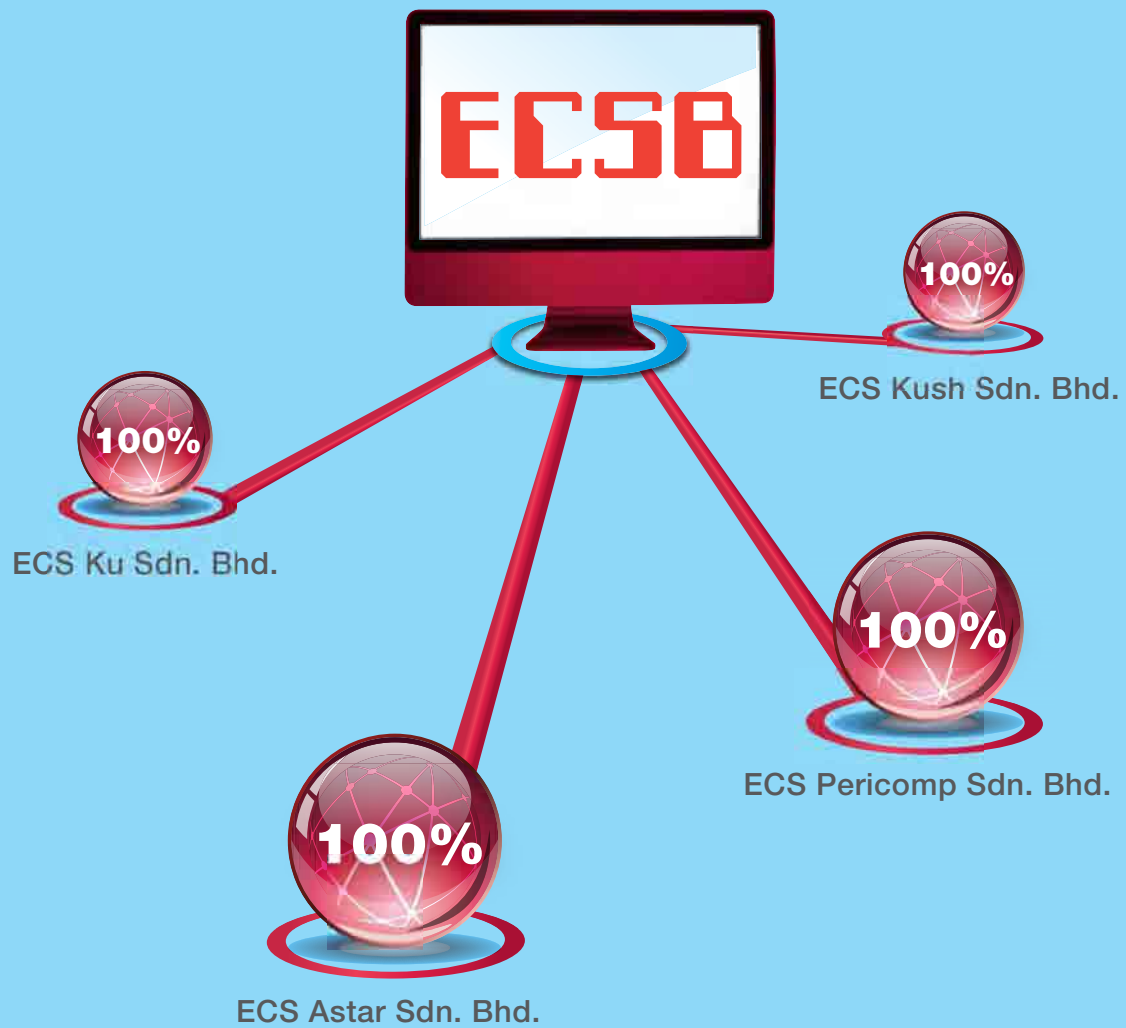 ECSB
100%
ECS Kush Sdn. Bhd.
100%
ECS Ku Sdn. Bhd.
100%
ECS Pericomp Sdn. Bhd.
100%
ECS Astar Sdn. Bhd.